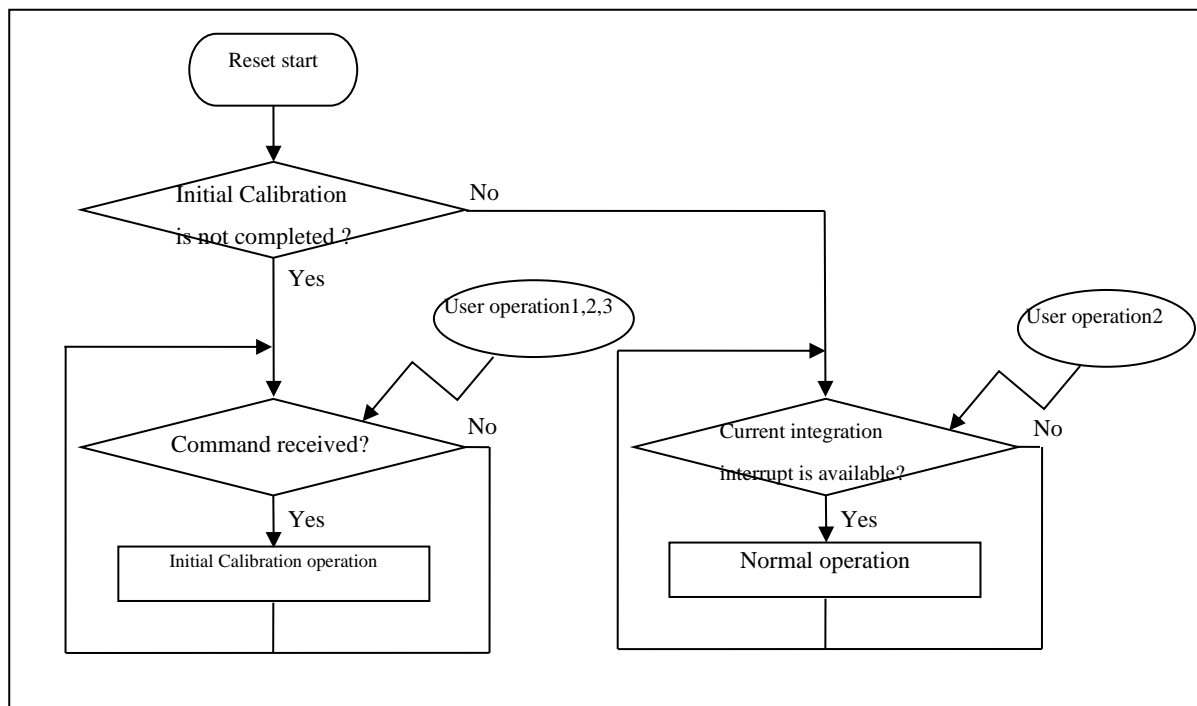 Reset start
Initial Calibration
is not completed ?
No
Yes
User operation1,2,3
User operation2
Command received?
No
Yes
Initial Calibration operation
Current integration
interrupt is available?
No
Yes
Normal operation